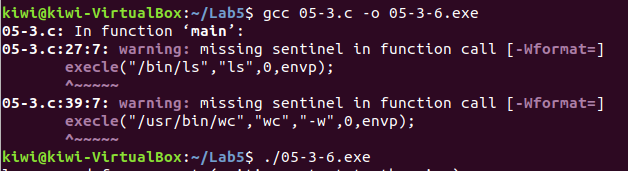 kiwi@kiwi-VirtualBox:~/Lab5$ gcc 05-3.c -o 05-3-6.exe
05-3.c: In function ‘main’:
05-3.c:27:7: warning: missing sentinel in function call [-Wformat=]
execle("/bin/ls","ls",0,envp);
^~~~~~
05-3.c:39:7: warning: missing sentinel in function call [-Wformat=]
execle("/usr/bin/wc","wc","-w",0,envp);
^~~~~~
kiwi@kiwi-VirtualBox:~/Lab5$ ./05-3-6.exe